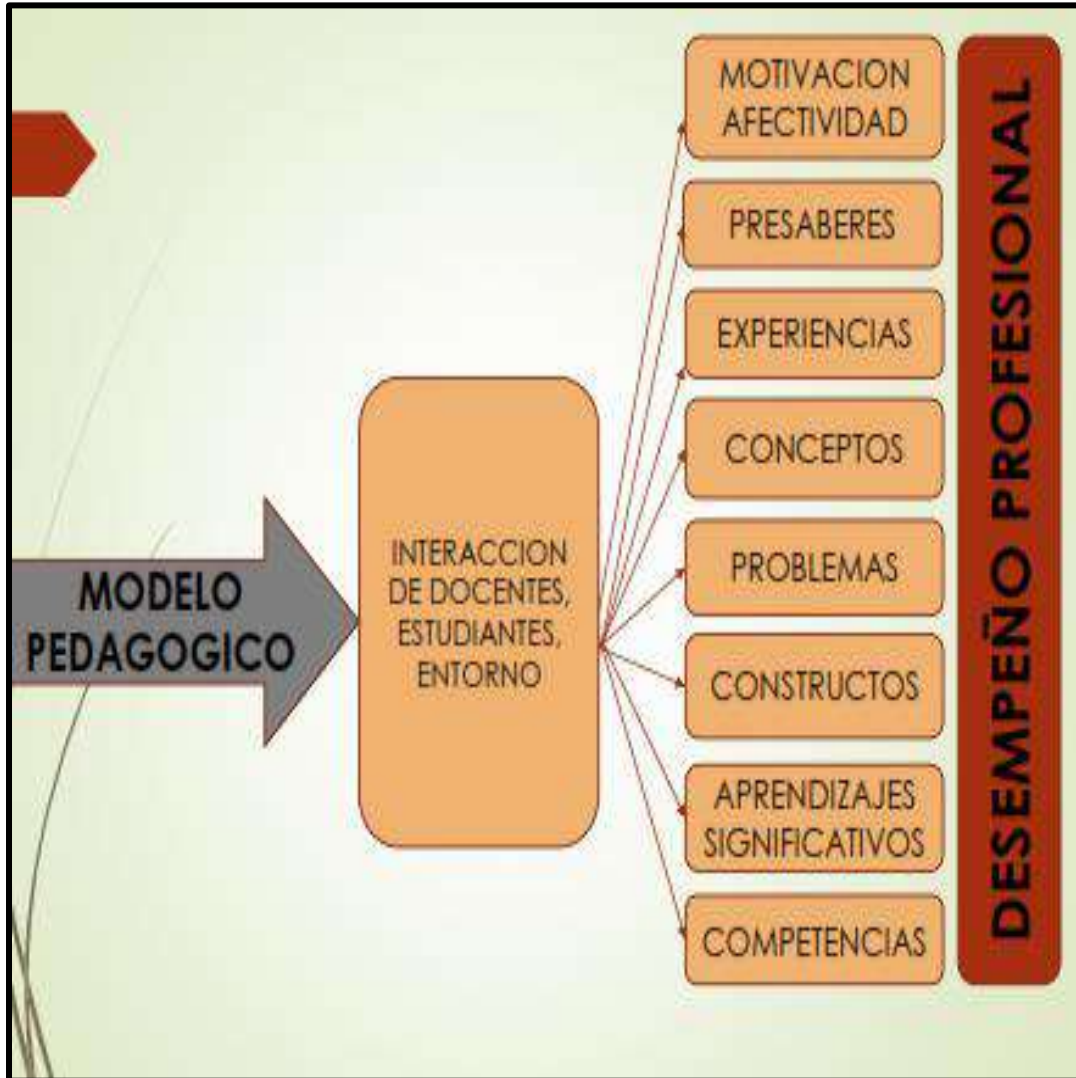 MODELO
PEDAGOGICO
INTERACCION
DE DOCENTES,
ESTUDIANTES,
ENTORNO
MOTIVACION
AFECTIVIDAD
PRESABERES
EXPERIENCIAS
CONCEPTOS
PROBLEMAS
CONSTRUCTOS
APRENDIZAJES
SIGNIFICATIVOS
COMPETENCIAS
DESEMPEÑO PROFESIONAL